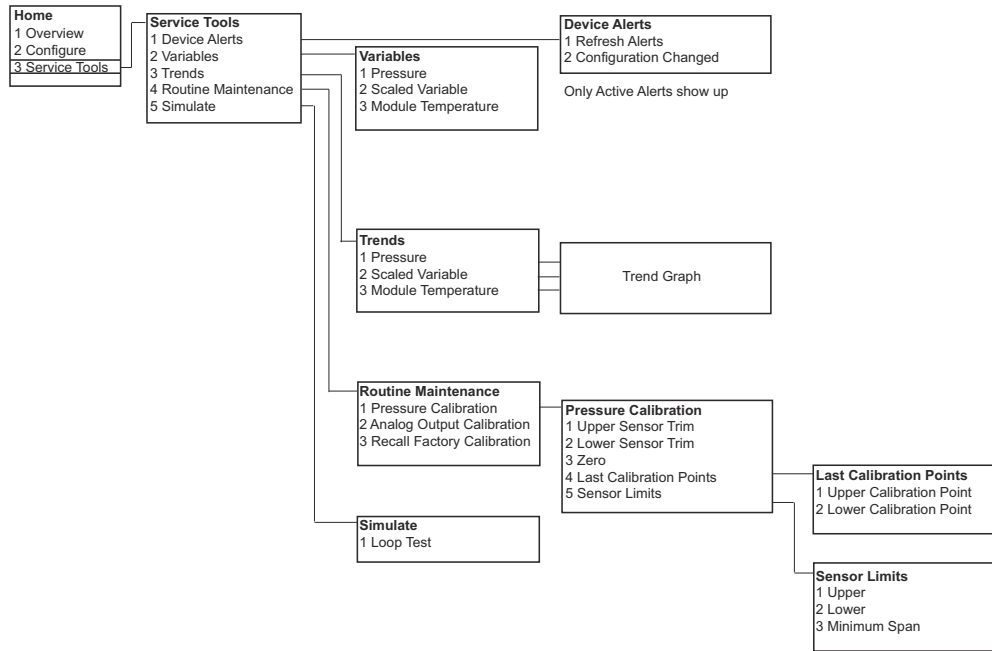 Home
1 Overview
2 Configure
3 Service Tools
Service Tools
1 Device Alerts
2 Variables
3 Trends
4 Routine Maintenance
5 Simulate
Device Alerts
1 Refresh Alerts
2 Configuration Changed
Only Active Alerts show up
Variables
1 Pressure
2 Scaled Variable
3 Module Temperature
Trends
1 Pressure
2 Scaled Variable
3 Module Temperature
Trend Graph
Routine Maintenance
1 Pressure Calibration
2 Analog Output Calibration
3 Recall Factory Calibration
Pressure Calibration
1 Upper Sensor Trim
2 Lower Sensor Trim
3 Zero
4 Last Calibration Points
5 Sensor Limits
Last Calibration Points
1 Upper Calibration Point
2 Lower Calibration Point
Simulate
1 Loop Test
Sensor Limits
1 Upper
2 Lower
3 Minimum Span